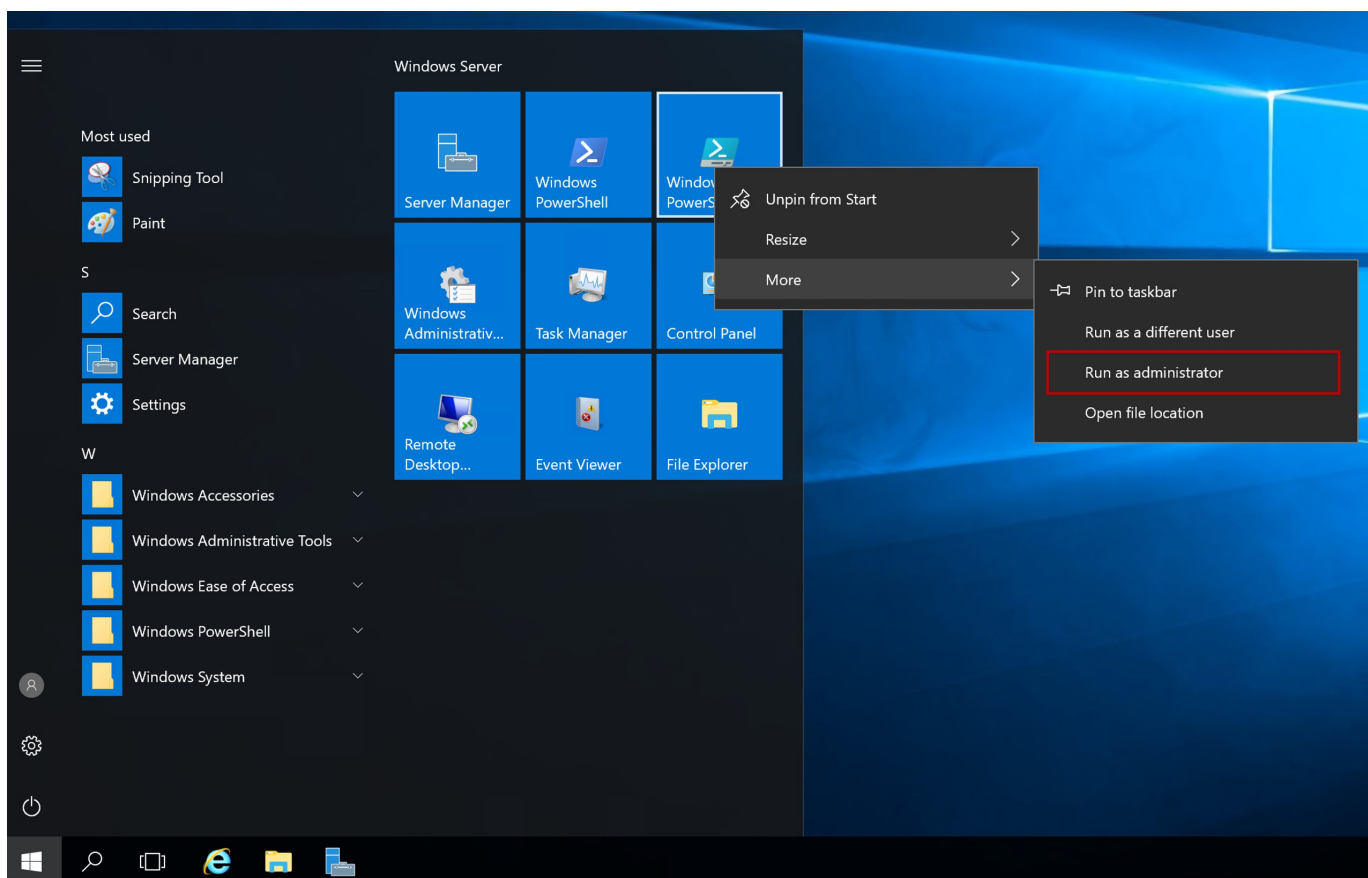 Windows Server
Most used
Snipping Tool
Paint
S
Search
Server Manager
Settings
W
Windows Accessories
Windows Administrative Tools
Windows Ease of Access
Windows PowerShell
Windows System
Server Manager
Windows
PowerShell
Windows
Administrativ...
Task Manager
Control Panel
Remote
Desktop...
Event Viewer
File Explorer
Unpin from Start
Resize
More
Pin to taskbar
Run as a different user
Run as administrator
Open file location